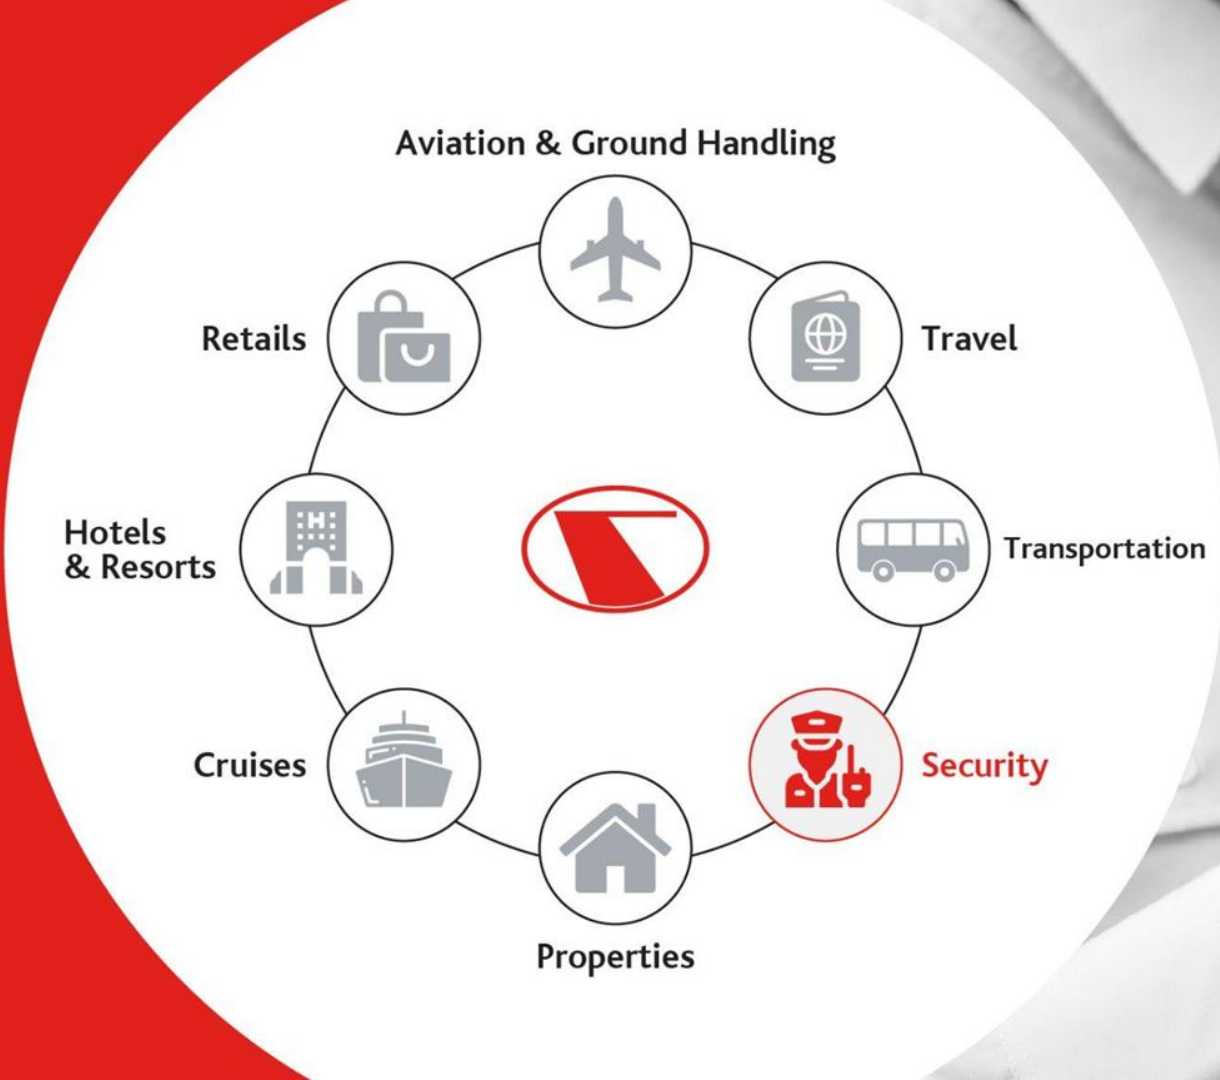 Aviation & Ground Handling
Retails
Travel
Hotels
& Resorts
H
Transportation
Cruises
Security
Properties